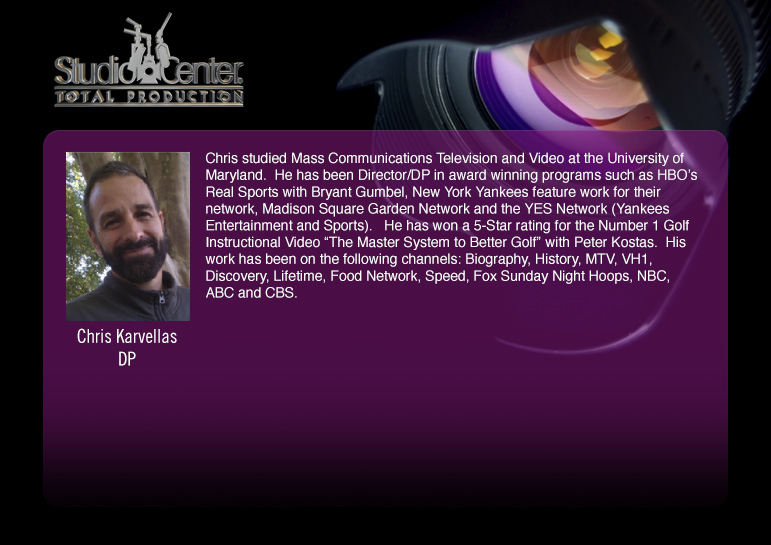 Studio Center
TOTAL PRODUCTION
Chris studied Mass Communications Television and Video at the University of
Maryland.  He has been Director/DP in award winning programs such as HBO's
Real Sports with Bryant Gumbel, New York Yankees feature work for their
network, Madison Square Garden Network and the YES Network (Yankees
Entertainment and Sports).   He has won a 5-Star rating for the Number 1 Golf
Instructional Video “The Master System to Better Golf” with Peter Kostas.  His
work has been on the following channels: Biography, History, MTV, VH1,
Discovery, Lifetime, Food Network, Speed, Fox Sunday Night Hoops, NBC,
ABC and CBS.
Chris Karvellas
DP